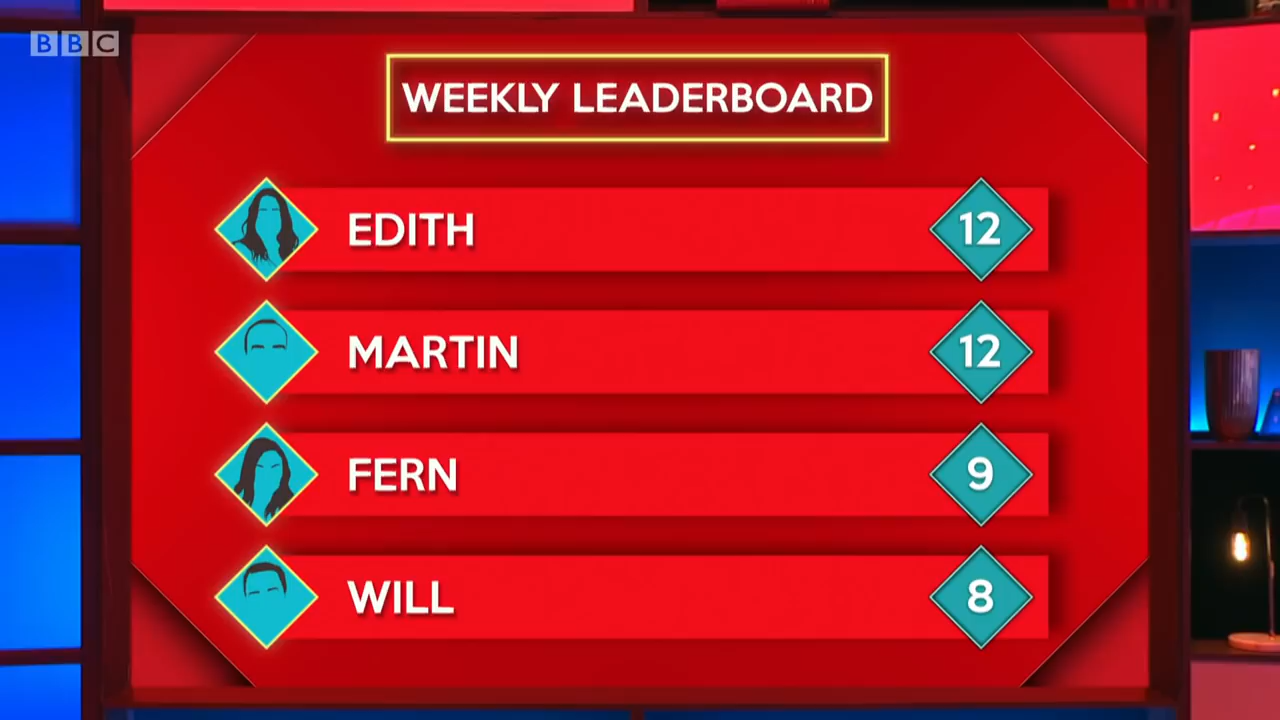 BBC
WEEKLY LEADERBOARD
EDITH 12
MARTIN 12
FERN 9
WILL 8